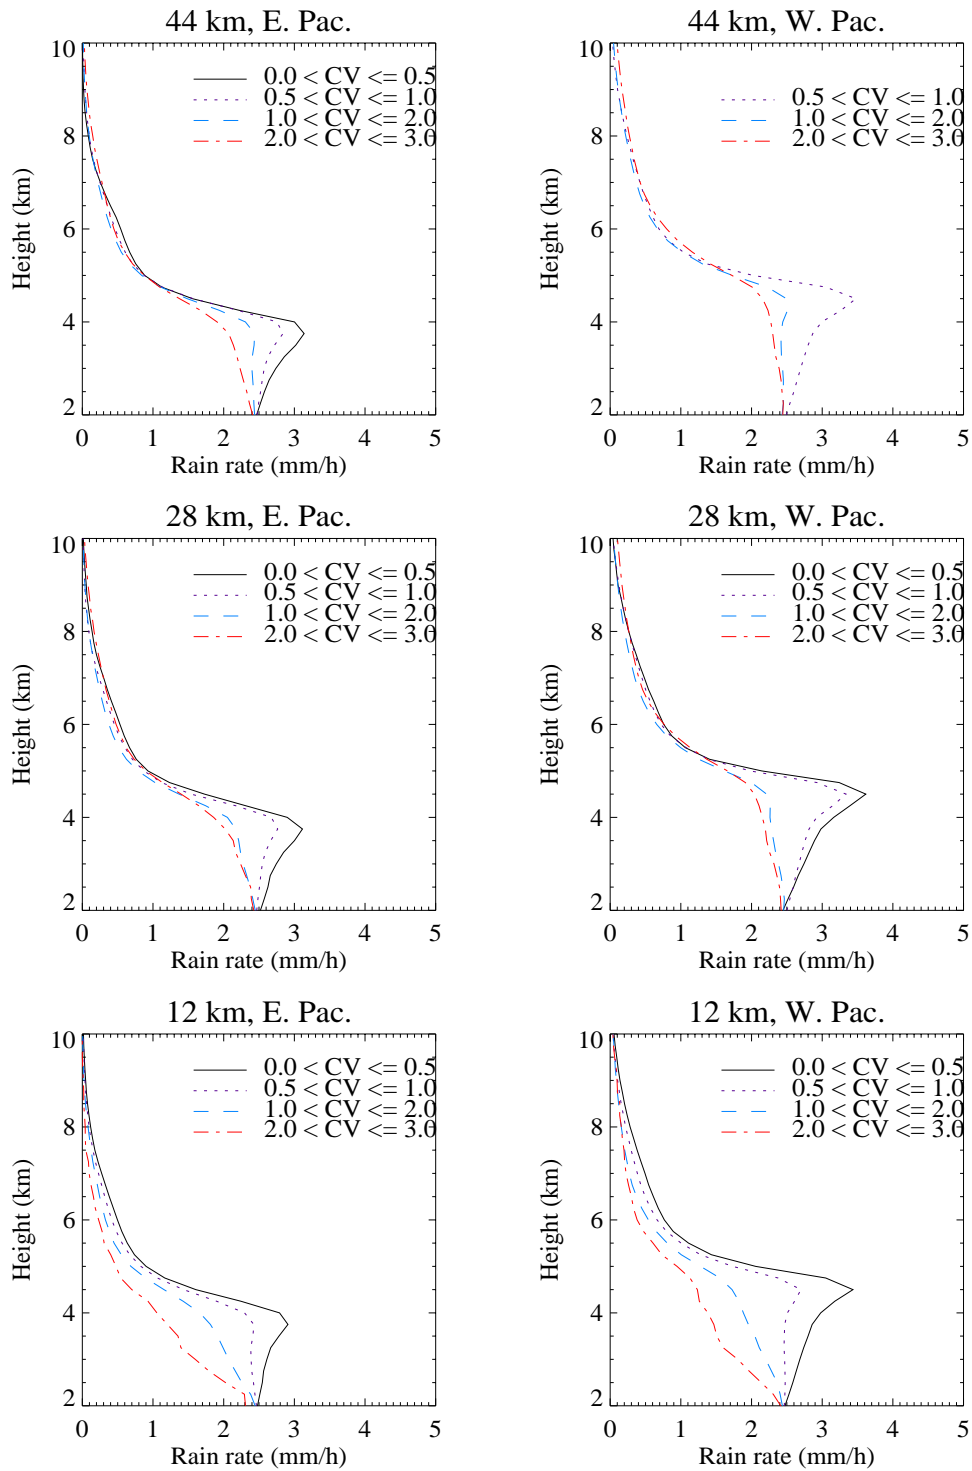 44 km, E. Pac.
10
8
6
4
2
Height (km)
0.0 < CV <= 0.5
0.5 < CV <= 1.0
1.0 < CV <= 2.0
2.0 < CV <= 3.0
0 1 2 3 4 5
Rain rate (mm/h)
44 km, W. Pac.
10
8
6
4
2
Height (km)
0.5 < CV <= 1.0
1.0 < CV <= 2.0
2.0 < CV <= 3.0
0 1 2 3 4 5
Rain rate (mm/h)
28 km, E. Pac.
10
8
6
4
2
Height (km)
0.0 < CV <= 0.5
0.5 < CV <= 1.0
1.0 < CV <= 2.0
2.0 < CV <= 3.0
0 1 2 3 4 5
Rain rate (mm/h)
28 km, W. Pac.
10
8
6
4
2
Height (km)
0.0 < CV <= 0.5
0.5 < CV <= 1.0
1.0 < CV <= 2.0
2.0 < CV <= 3.0
0 1 2 3 4 5
Rain rate (mm/h)
12 km, E. Pac.
10
8
6
4
2
Height (km)
0.0 < CV <= 0.5
0.5 < CV <= 1.0
1.0 < CV <= 2.0
2.0 < CV <= 3.0
0 1 2 3 4 5
Rain rate (mm/h)
12 km, W. Pac.
10
8
6
4
2
Height (km)
0.0 < CV <= 0.5
0.5 < CV <= 1.0
1.0 < CV <= 2.0
2.0 < CV <= 3.0
0 1 2 3 4 5
Rain rate (mm/h)